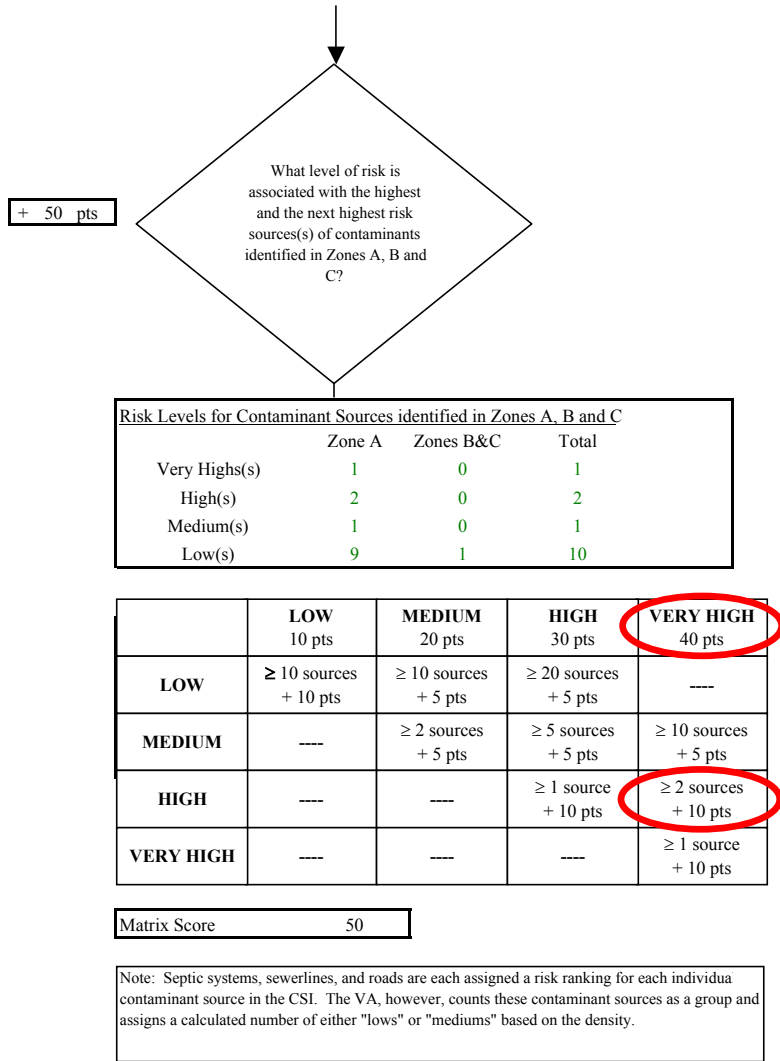 What level of risk is
associated with the highest
and the next highest risk
sources(s) of contaminants
identified in Zones A, B and
C?
+ 50 pts
Risk Levels for Contaminant Sources identified in Zones A, B and C
Zone A Zones B&C Total
Very Highs(s) 1 0 1
High(s) 2 0 2
Medium(s) 1 0 1
Low(s) 9 1 10
LOW MEDIUM HIGH VERY HIGH
10 pts 20 pts 30 pts 40 pts
LOW ≥ 10 sources ≥ 10 sources ≥ 20 sources ----
+ 10 pts + 5 pts + 5 pts
MEDIUM ---- ≥ 2 sources ≥ 5 sources ≥ 10 sources
+ 5 pts + 5 pts + 5 pts
HIGH ---- ---- ≥ 1 source ≥ 2 sources
+ 10 pts + 10 pts
VERY HIGH ---- ---- ---- ≥ 1 source
+ 10 pts
Matrix Score 50
Note: Septic systems, sewerlines, and roads are each assigned a risk ranking for each individua
contaminant source in the CSI. The VA, however, counts these contaminant sources as a group and
assigns a calculated number of either "lows" or "mediums" based on the density.